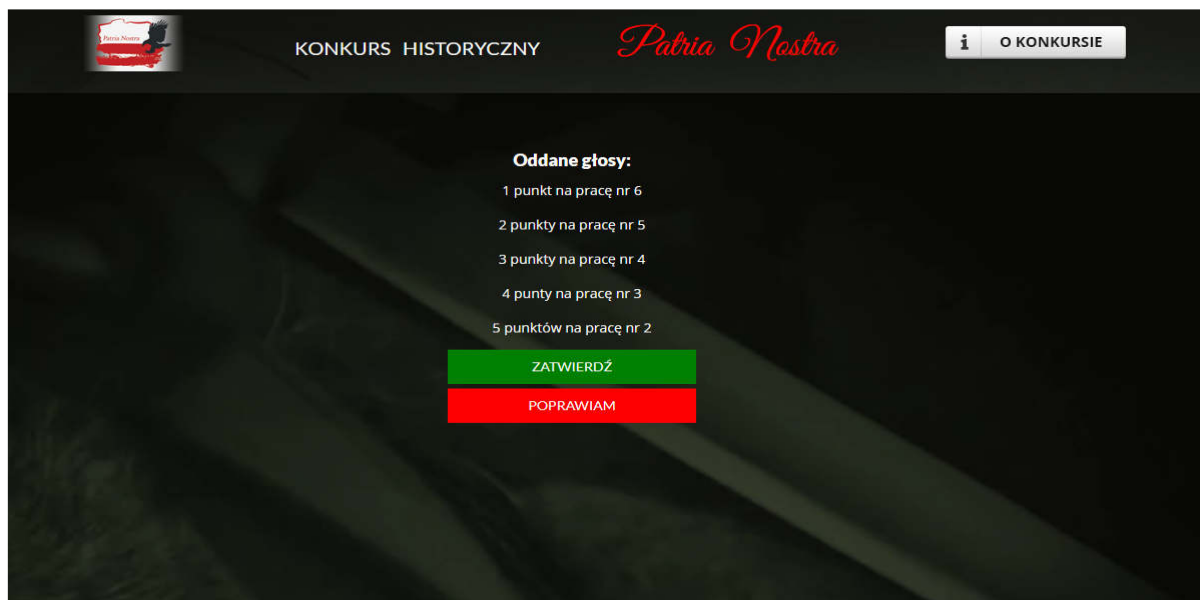 Patria Nostra
KONKURS HISTORYCZNY
Patria Nostra
i O KONKURSIE
Oddane głosy:
1 punkt na pracę nr 6
2 punkty na pracę nr 5
3 punkty na pracę nr 4
4 punty na pracę nr 3
5 punktów na pracę nr 2
ZATWIERDŹ
POPRAWIAM